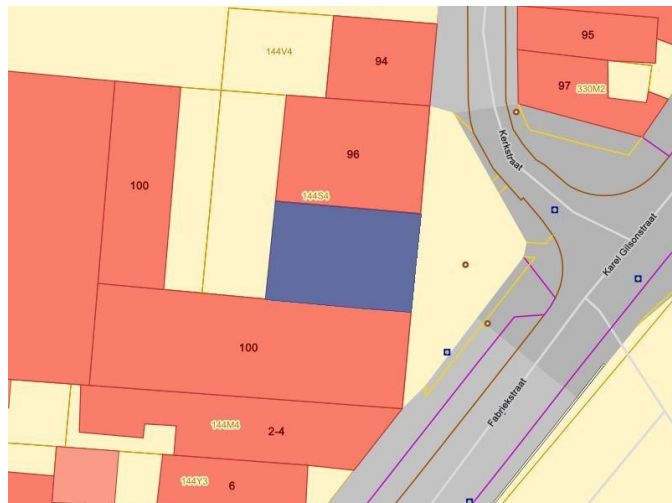 95
144V4
94
97
330M2
Kerkstraat
96
100
144S4
Karel Gilsonstraat
100
Fabriekstraat
144M4
2-4
144Y3
6